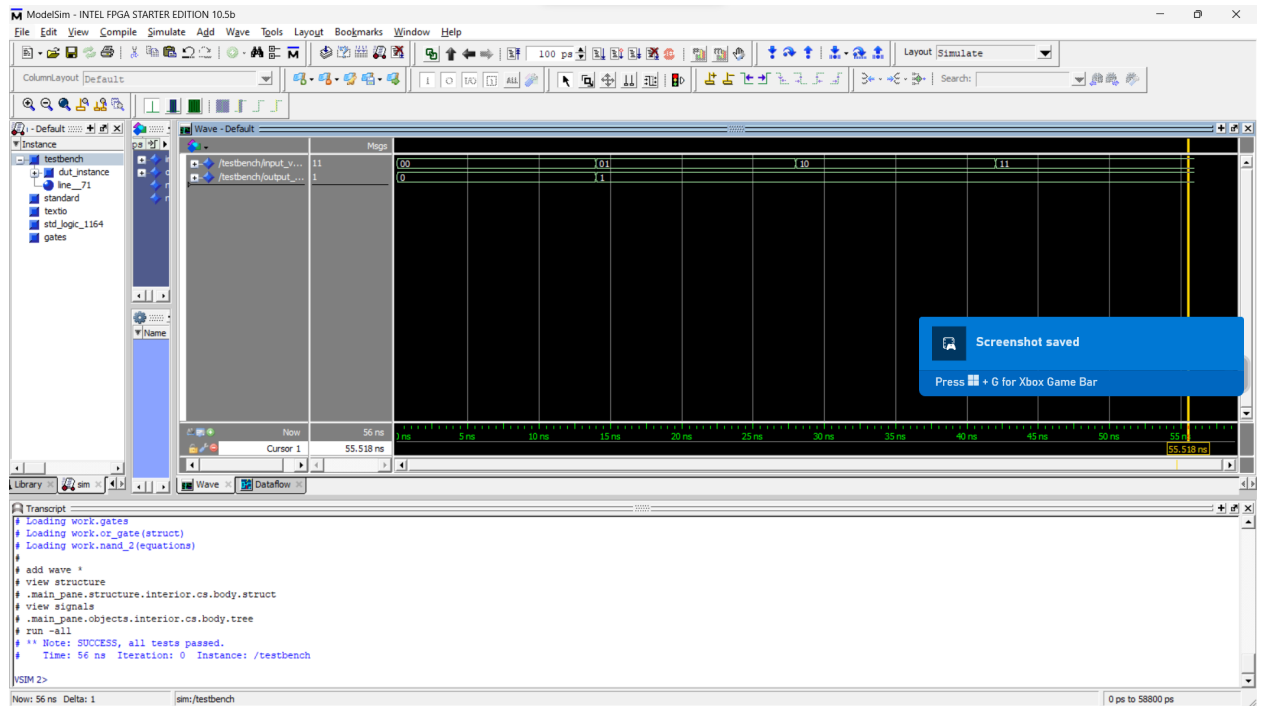 ModelSim - INTEL FPGA STARTER EDITION 10.5b
File Edit View Compile Simulate Add Wave Tools Layout Bookmarks Window Help
100 ps
Layout Simulate
ColumnLayout Default
ALL
Search:
- Default
Wave - Default
Instance
ps
Msgs
testbench
dut_instance
line__71
standard
textio
std_logic_1164
gates
/testbench/input_v... 11
00 01 10 11
/testbench/output_... 1
0 1
Name
Screenshot saved
Press + G for Xbox Game Bar
Now 56 ns
ns 5 ns 10 ns 15 ns 20 ns 25 ns 30 ns 35 ns 40 ns 45 ns 50 ns 55 n
Cursor 1 55.518 ns
55.518 ns
Library sim Wave Dataflow
Transcript
# Loading work.gates
# Loading work.or_gate(struct)
# Loading work.nand_2(equations)
#
# add wave *
# view structure
# .main_pane.structure.interior.cs.body.struct
# view signals
# .main_pane.objects.interior.cs.body.tree
# run -all
# ** Note: SUCCESS, all tests passed.
# Time: 56 ns Iteration: 0 Instance: /testbench
VSIM 2>
Now: 56 ns Delta: 1
sim:/testbench
0 ps to 58800 ps